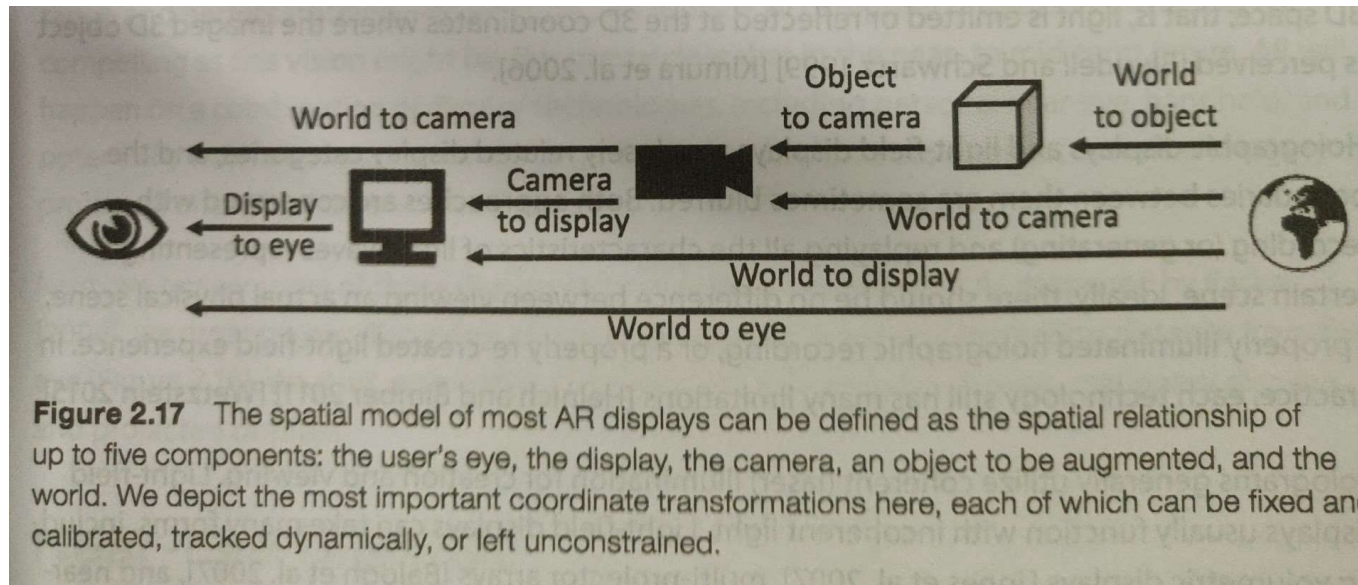 World to camera
Object
to camera
World
to object
Display
to eye
Camera
to display
World to camera
World to display
World to eye
Figure 2.17 The spatial model of most AR displays can be defined as the spatial relationship of
up to five components: the user's eye, the display, the camera, an object to be augmented, and the
world. We depict the most important coordinate transformations here, each of which can be fixed an
calibrated, tracked dynamically, or left unconstrained.